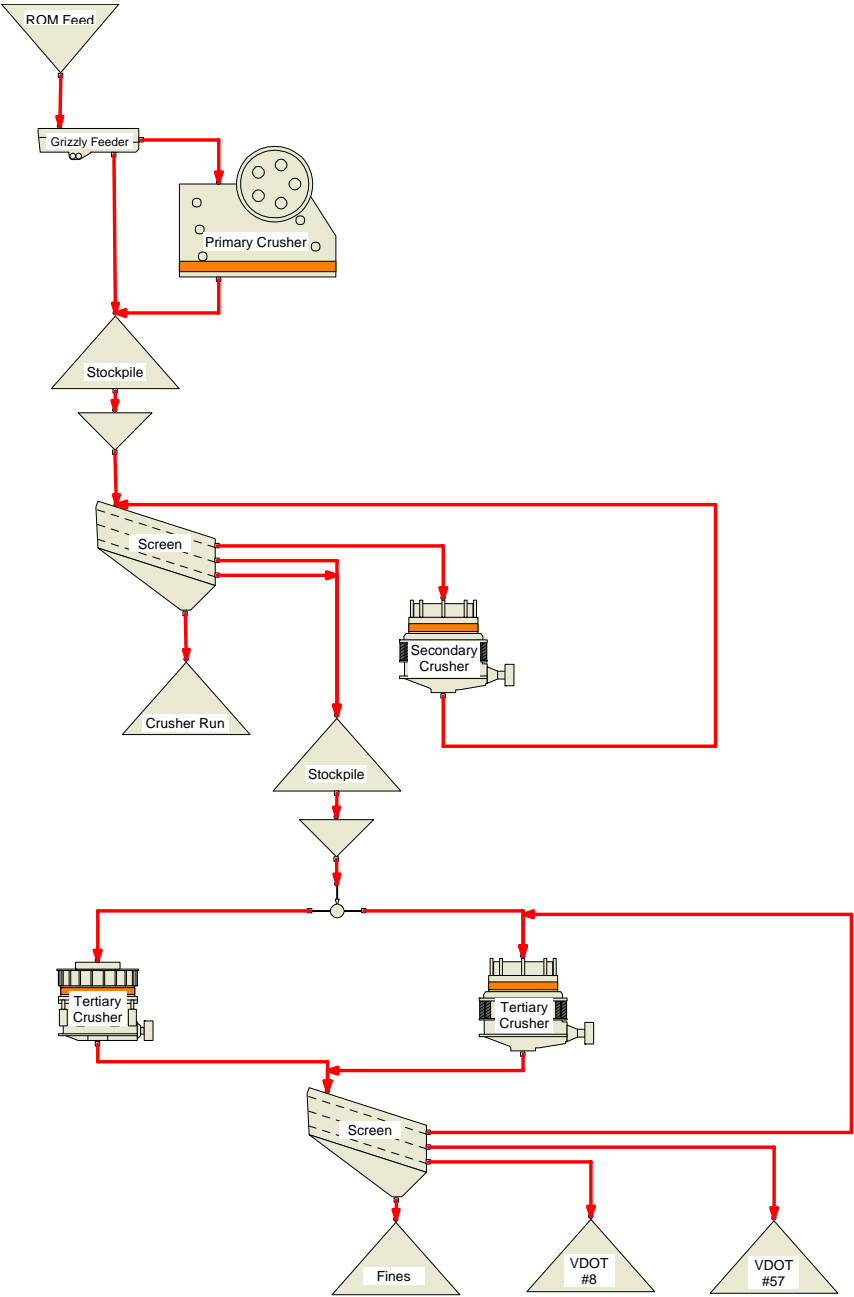 ROM Feed
Grizzly Feeder
Primary Crusher
Stockpile
Screen
Secondary
Crusher
Crusher Run
Stockpile
Tertiary
Crusher
Tertiary
Crusher
Screen
Fines
VDOT
#8
VDOT
#57